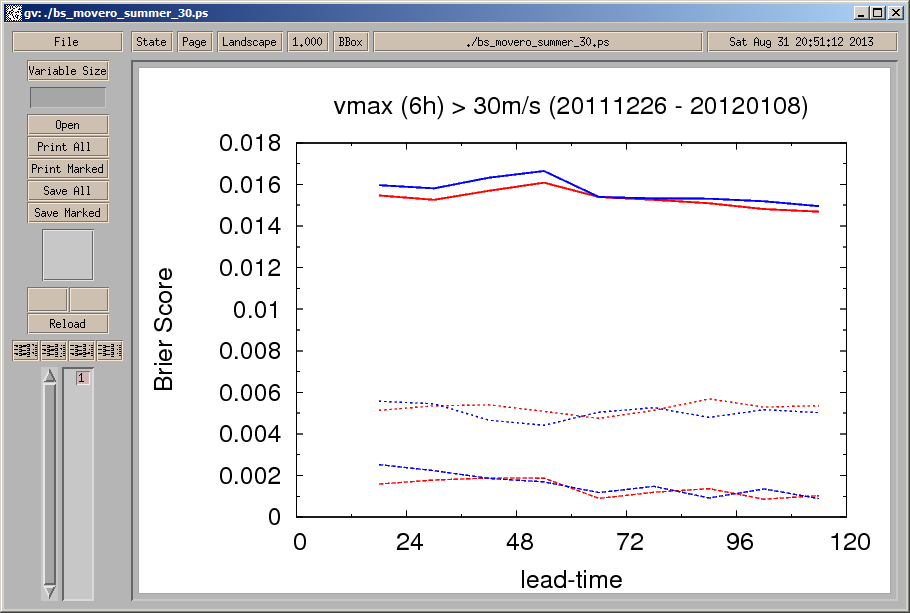 gv: ./bs_movero_summer_30.ps
File State Page Landscape 1.000 BBox ./bs_movero_summer_30.ps Sat Aug 31 20:51:12 2013
Variable Size
Open
Print All
Print Marked
Save All
Save Marked
Reload
1
vmax (6h) > 30m/s (20111226 - 20120108)
Brier Score
0.018
0.016
0.014
0.012
0.01
0.008
0.006
0.004
0.002
0
0 24 48 72 96 120
lead-time